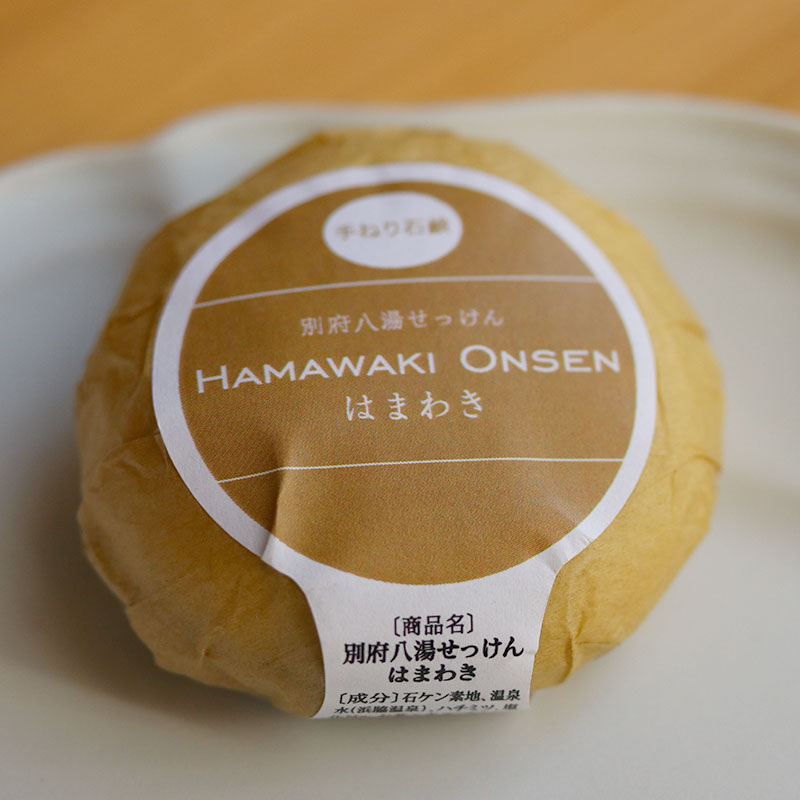 手ねり石鹸
別府八湯せっけん
HAMAWAKI ONSEN
はまわき
[商品名]
別府八湯せっけん
はまわき
[成分]石ケン素地、温泉
水(浜脇温泉)、ハチミツ、塩